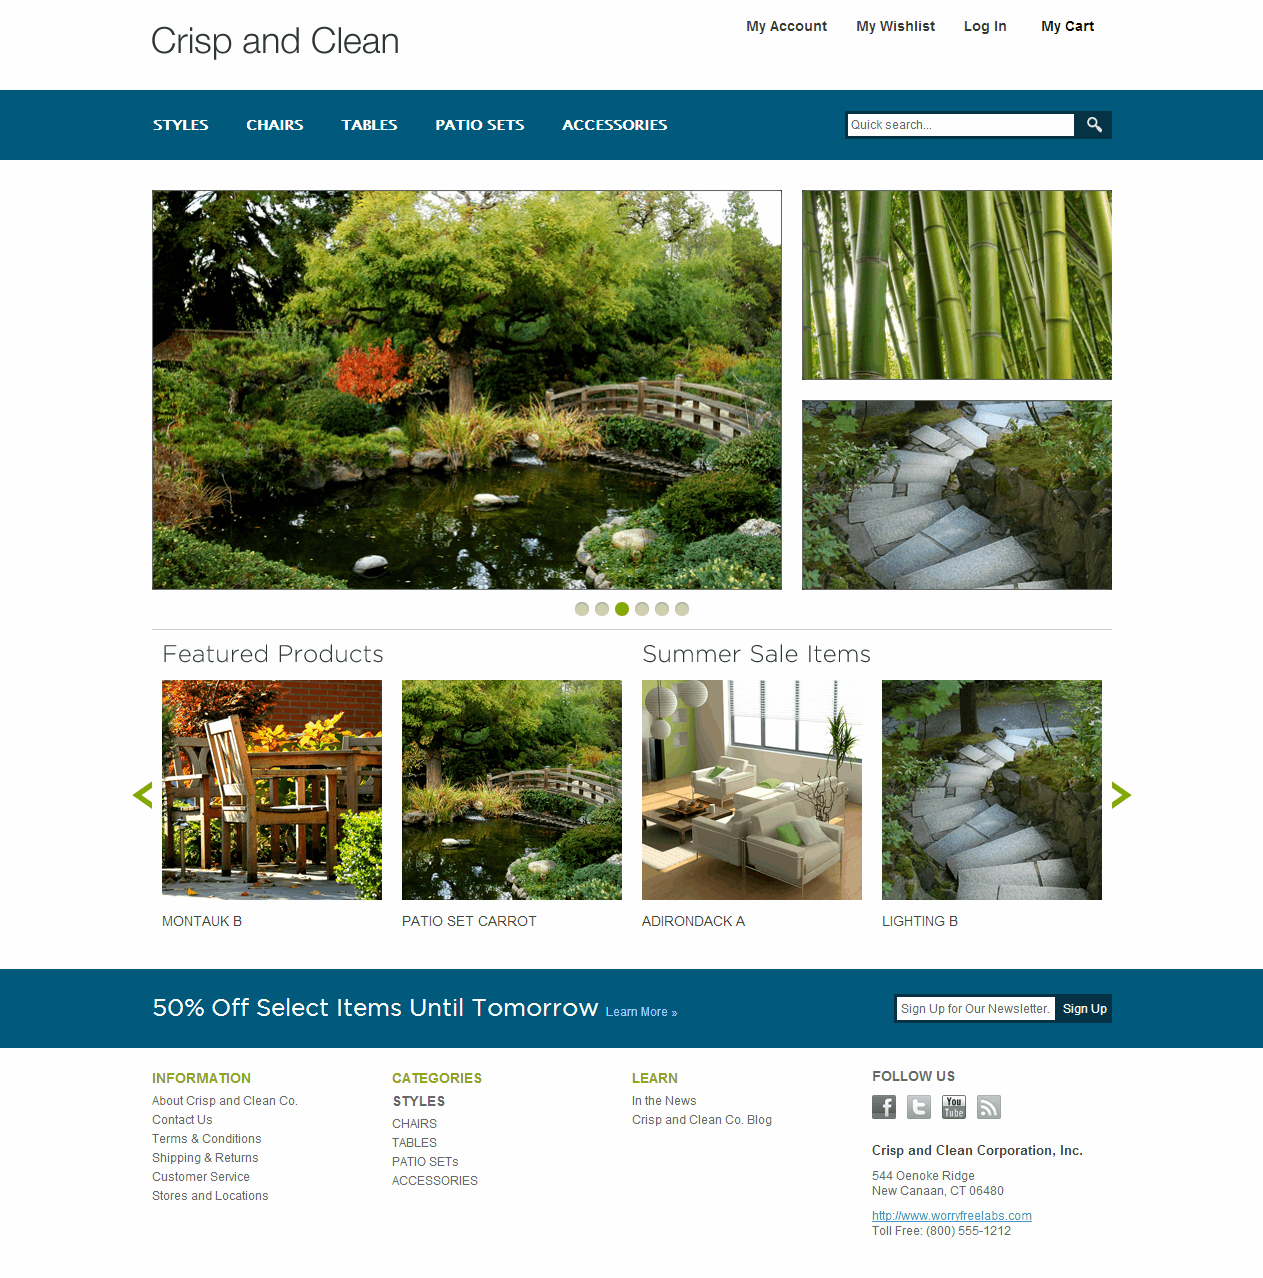 Crisp and Clean
My Account My Wishlist Log In My Cart
STYLES CHAIRS TABLES PATIO SETS ACCESSORIES
Quick search...
Featured Products
Summer Sale Items
MONTAUK B
PATIO SET CARROT
ADIRONDACK A
LIGHTING B
50% Off Select Items Until Tomorrow Learn More »
Sign Up for Our Newsletter. Sign Up
INFORMATION
About Crisp and Clean Co.
Contact Us
Terms & Conditions
Shipping & Returns
Customer Service
Stores and Locations
CATEGORIES
STYLES
CHAIRS
TABLES
PATIO SETs
ACCESSORIES
LEARN
In the News
Crisp and Clean Co. Blog
FOLLOW US
f t You Tube
Crisp and Clean Corporation, Inc.
544 Oenoke Ridge
New Canaan, CT 06480
http://www.worryfreelabs.com
Toll Free: (800) 555-1212